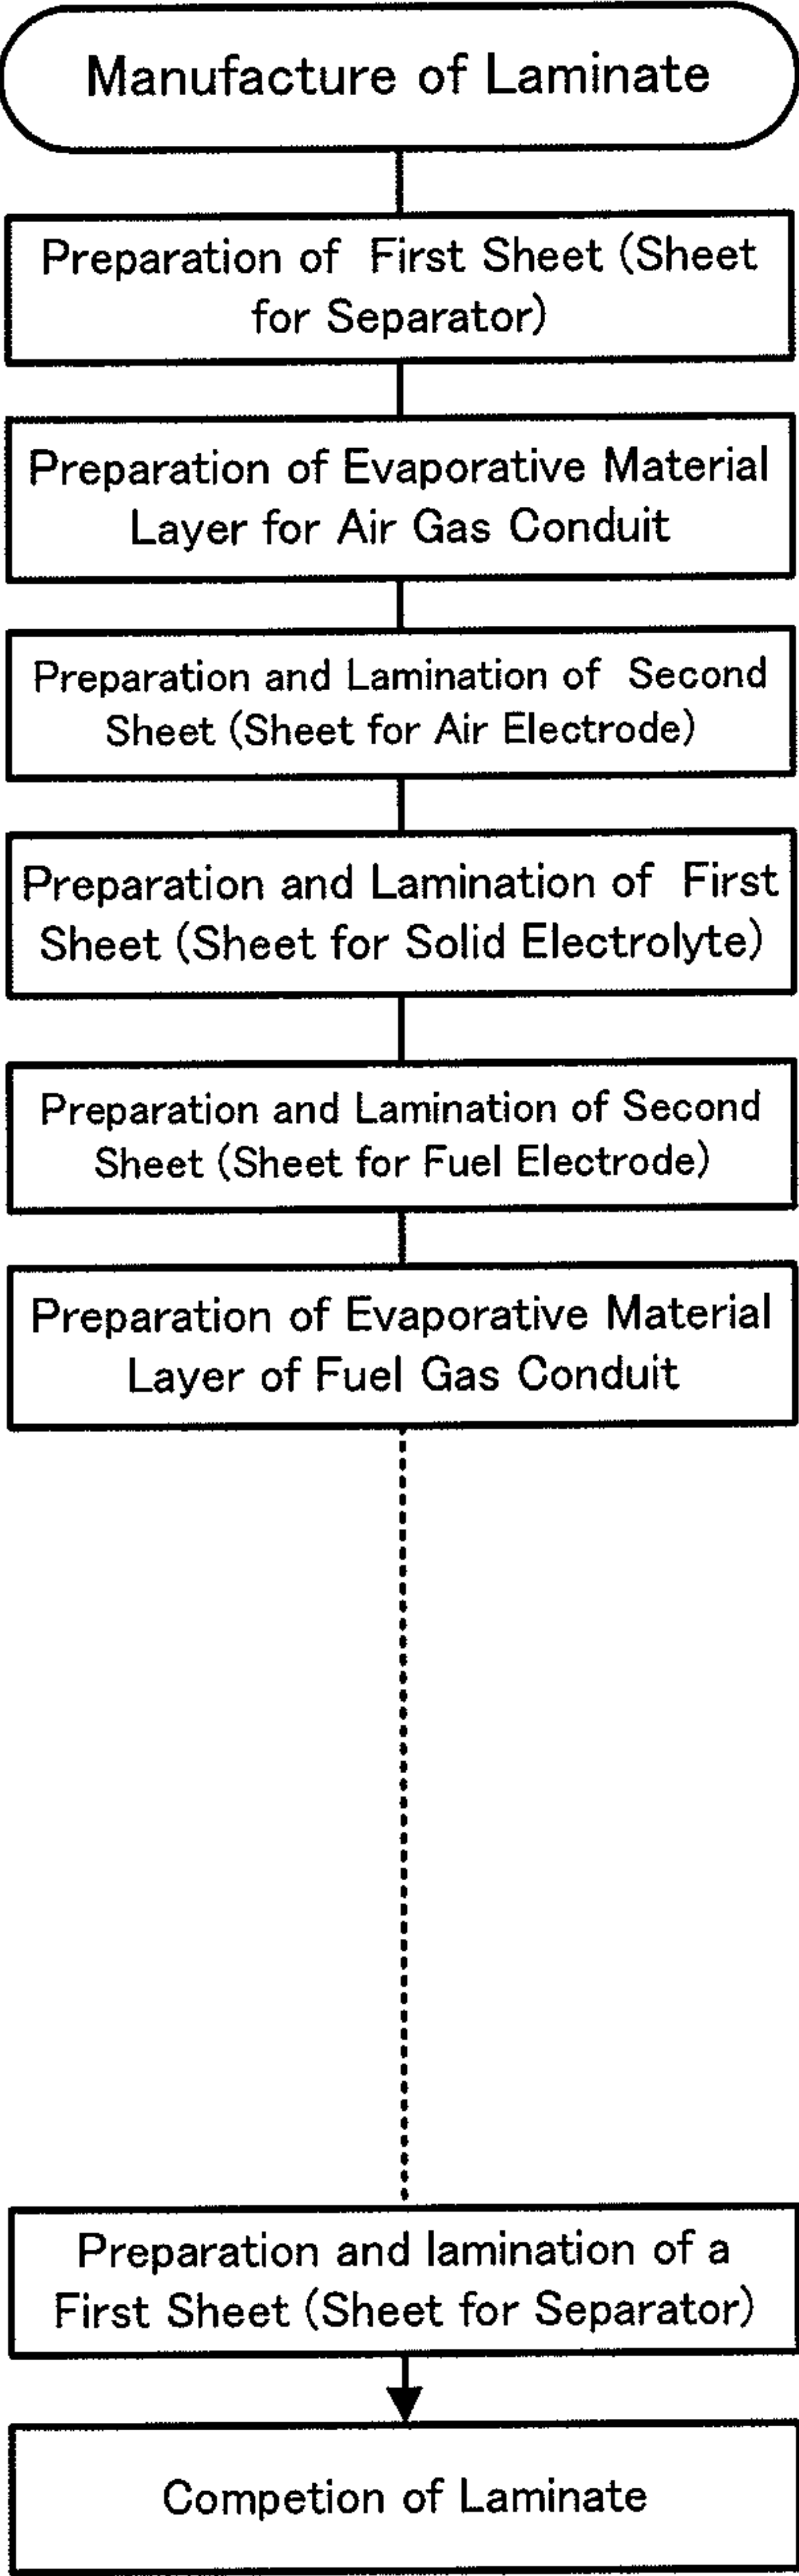 Manufacture of Laminate
Preparation of First Sheet (Sheet
for Separator)
Preparation of Evaporative Material
Layer for Air Gas Conduit
Preparation and Lamination of Second
Sheet (Sheet for Air Electrode)
Preparation and Lamination of First
Sheet (Sheet for Solid Electrolyte)
Preparation and Lamination of Second
Sheet (Sheet for Fuel Electrode)
Preparation of Evaporative Material
Layer of Fuel Gas Conduit
Preparation and lamination of a
First Sheet (Sheet for Separator)
Competion of Laminate